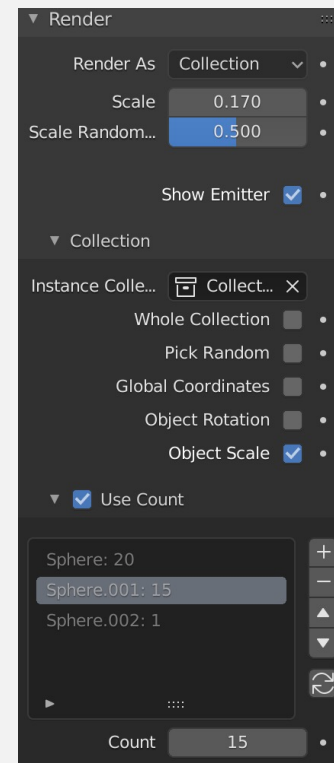 Render
Render As Collection
Scale 0.170
Scale Random... 0.500
Show Emitter
Collection
Instance Colle... Collect...
Whole Collection
Pick Random
Global Coordinates
Object Rotation
Object Scale
Use Count
Sphere: 20
Sphere.001: 15
Sphere.002: 1
Count 15